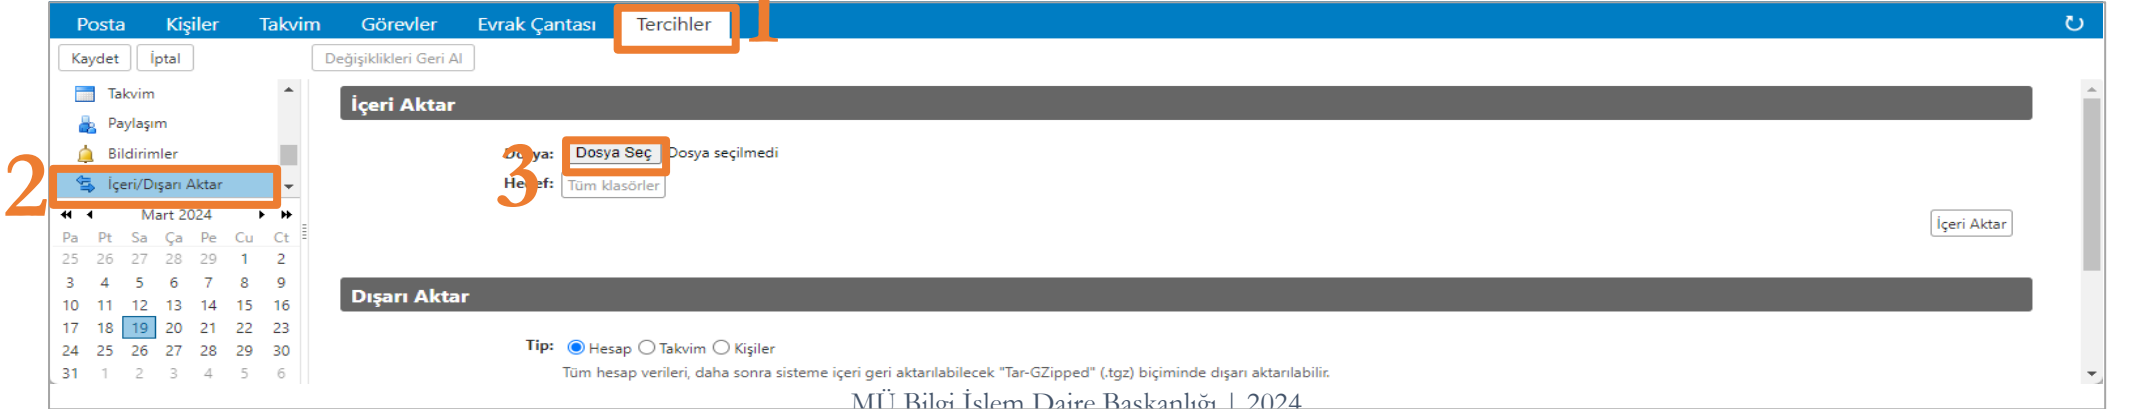 Posta Kişiler Takvim Görevler Evrak Çantası Tercihler 1
Kaydet İptal Değişiklikleri Geri Al
Takvim
Paylaşım
Bildirimler
2 İçeri/Dışarı Aktar
Mart 2024
Pa Pt Sa Ça Pe Cu Ct
25 26 27 28 29 1 2
3 4 5 6 7 8 9
10 11 12 13 14 15 16
17 18 19 20 21 22 23
24 25 26 27 28 29 30
31 1 2 3 4 5 6
İçeri Aktar
3 Dosya: Dosya Seç Dosya seçilmedi
Hedef: Tüm klasörler
İçeri Aktar
Dışarı Aktar
Tip: Hesap Takvim Kişiler
Tüm hesap verileri, daha sonra sisteme içeri geri aktarılabilecek "Tar-GZipped" (.tgz) biçiminde dışarı aktarılabilir.
MÜ Bilgi İşlem Daire Başkanlığı | 2024